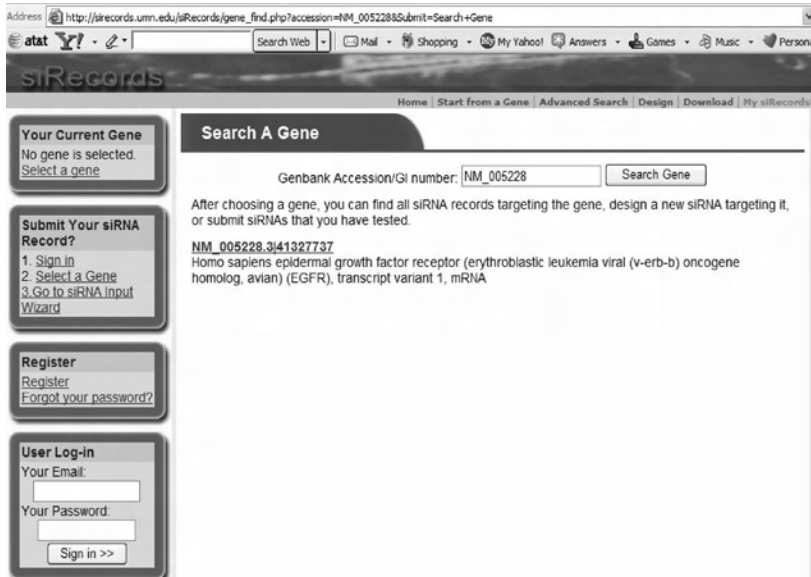 Address http://sirecords.umn.edu/siRecords/gene_find.php?accession=NM_005228&Submit=Search+Gene
at&t Y! Search Web Mail Shopping My Yahoo! Answers Games Music Persona
siRecords
Home | Start from a Gene | Advanced Search | Design | Download | My siRecords
Your Current Gene
No gene is selected.
Select a gene
Submit Your siRNA
Record?
1. Sign in
2. Select a Gene
3.Go to siRNA Input
Wizard
Register
Register
Forgot your password?
User Log-in
Your Email:
Your Password:
Sign in >>
Search A Gene
Genbank Accession/GI number: NM_005228 Search Gene
After choosing a gene, you can find all siRNA records targeting the gene, design a new siRNA targeting it,
or submit siRNAs that you have tested.
NM_005228.3|41327737
Homo sapiens epidermal growth factor receptor (erythroblastic leukemia viral (v-erb-b) oncogene
homolog, avian) (EGFR), transcript variant 1, mRNA